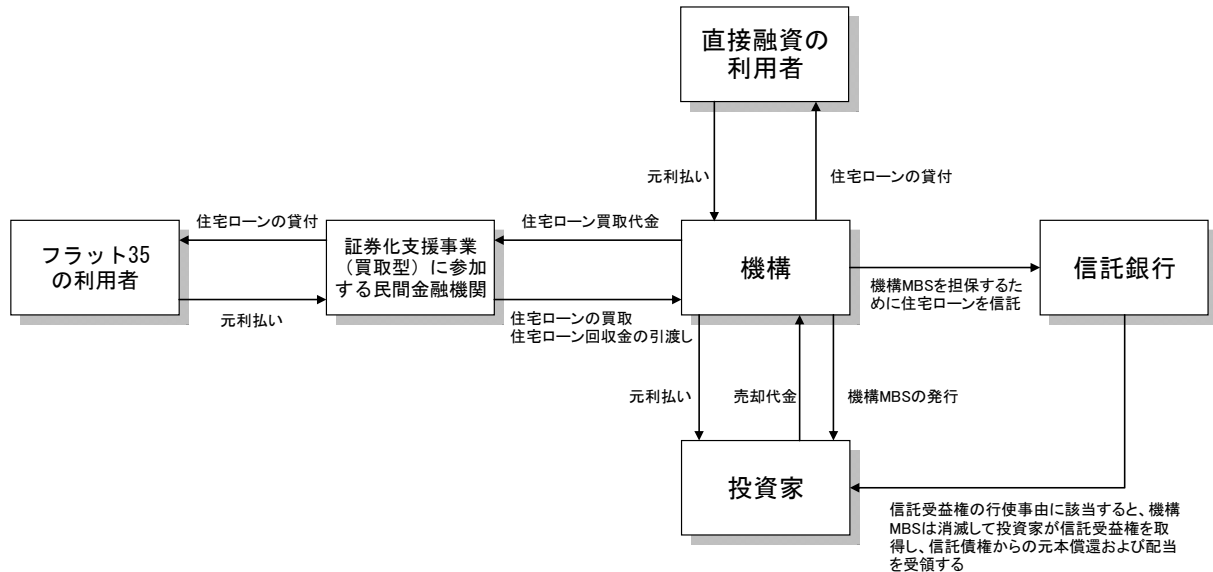 直接融資の
利用者
元利払い
住宅ローンの貸付
住宅ローンの貸付
住宅ローン買取代金
フラット35
の利用者
証券化支援事業
（買取型）に参加
する民間金融機関
機構
信託銀行
機構MBSを担保するた
めに住宅ローンを信託
元利払い
住宅ローンの買取
住宅ローン回収金の引渡し
元利払い
売却代金
機構MBSの発行
投資家
信託受益権の行使事由に該当すると、機構
MBSは消滅して投資家が信託受益権を取
得し、信託債権からの元本償還および配当
を受領する